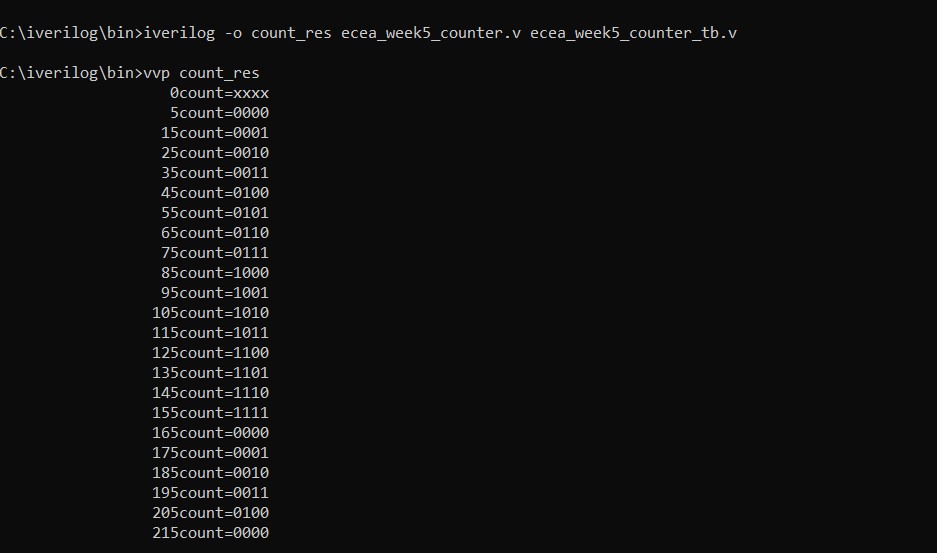 C:\iverilog\bin>iverilog -o count_res ecea_week5_counter.v ecea_week5_counter_tb.v
C:\iverilog\bin>vvp count_res
0count=xxxx
5count=0000
15count=0001
25count=0010
35count=0011
45count=0100
55count=0101
65count=0110
75count=0111
85count=1000
95count=1001
105count=1010
115count=1011
125count=1100
135count=1101
145count=1110
155count=1111
165count=0000
175count=0001
185count=0010
195count=0011
205count=0100
215count=0000